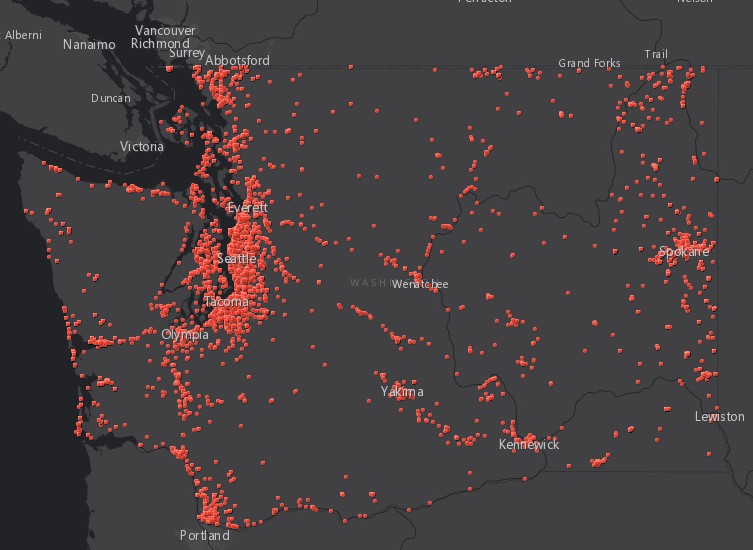 Vancouver
: Alberni
Nanaimo
Richmond
Surrey
Abbotsford
Grand Forks
Trail
Duncan
Victoria
Everett
Seattle
Spokane
WASHI
Wenatchee
Tacoma
Olympia
Yakima
Lewiston
Kennewick
Portland